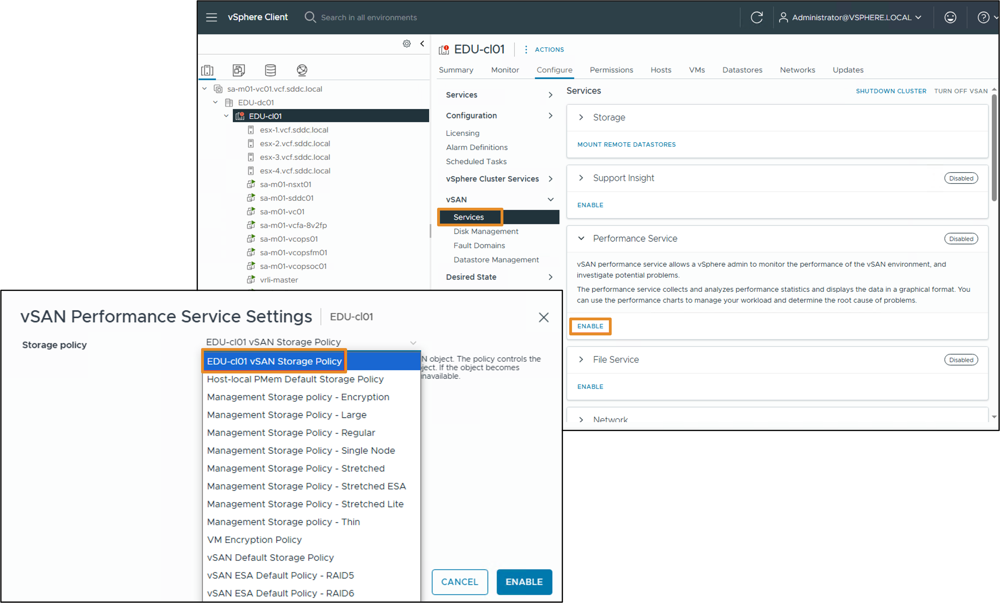 vSphere Client
Search in all environments
Administrator@VSPHERE.LOCAL
sa-m01-vc01.vcf.sddc.local
EDU-dc01
EDU-cl01
esx-1.vcf.sddc.local
esx-2.vcf.sddc.local
esx-3.vcf.sddc.local
esx-4.vcf.sddc.local
sa-m01-nsxt01
sa-m01-sddc01
sa-m01-vc01
sa-m01-vcfa-8v2fp
sa-m01-vcops01
sa-m01-vcopsfm01
sa-m01-vcopsoc01
vrli-master
EDU-cl01
ACTIONS
Summary Monitor Configure Permissions Hosts VMs Datastores Networks Updates
Services
Configuration
Licensing
Alarm Definitions
Scheduled Tasks
vSphere Cluster Services
vSAN
Services
Disk Management
Fault Domains
Datastore Management
Desired State
Services
SHUTDOWN CLUSTER TURN OFF VSAN
Storage
MOUNT REMOTE DATASTORES
Support Insight Disabled
ENABLE
Performance Service Disabled
vSAN performance service allows a vSphere admin to monitor the performance of the vSAN environment, and
investigate potential problems.
The performance service collects and analyzes performance statistics and displays the data in a graphical format. You
can use the performance charts to manage your workload and determine the root cause of problems.
ENABLE
File Service Disabled
ENABLE
Network
vSAN Performance Service Settings EDU-cl01
Storage policy
EDU-cl01 vSAN Storage Policy
EDU-cl01 vSAN Storage Policy
Host-local PMem Default Storage Policy
Management Storage policy - Encryption
Management Storage Policy - Large
Management Storage Policy - Regular
Management Storage Policy - Single Node
Management Storage Policy - Stretched
Management Storage Policy - Stretched ESA
Management Storage Policy - Stretched Lite
Management Storage policy - Thin
VM Encryption Policy
vSAN Default Storage Policy
vSAN ESA Default Policy - RAID5
vSAN ESA Default Policy - RAID6
N object. The policy controls the
ject. If the object becomes
navailable.
CANCEL
ENABLE